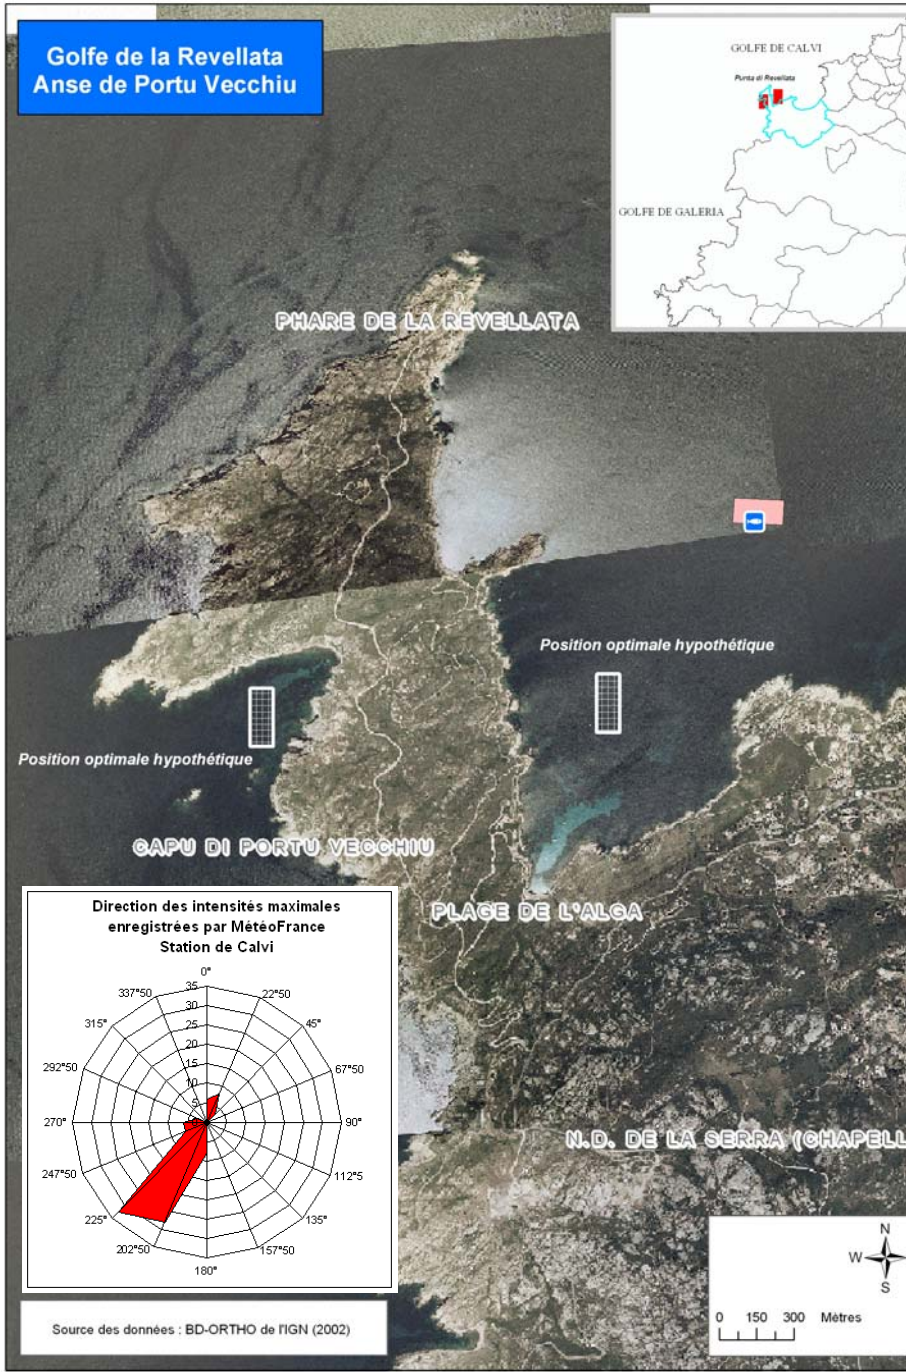 Golfe de la Revellata
Anse de Portu Vecchiu
GOLFE DE CALVI
Punta di Revellata
GOLFE DE GALERIA
PHARE DE LA REVELLATA
Position optimale hypothétique
Position optimale hypothétique
CAPU DI PORTU VECCHIU
PLAGE DE L'ALGA
N.D. DE LA SERRA (CHAPELL
Direction des intensités maximales
enregistrées par MétéoFrance
Station de Calvi
0°
22°50
45°
67°50
90°
112°5
135°
157°50
180°
202°50
225°
247°50
270°
292°50
315°
337°50
35
30
25
20
15
10
5
0
Source des données : BD-ORTHO de l'IGN (2002)
N
W
E
S
0 150 300 Mètres